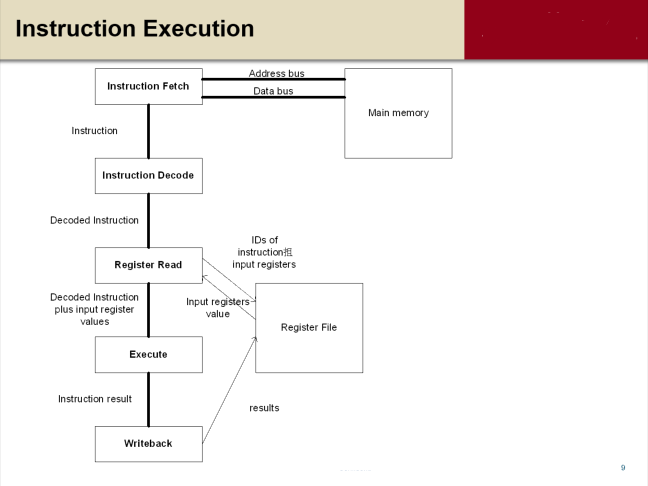 Instruction Execution
Instruction Fetch
Address bus
Data bus
Main memory
Instruction
Instruction Decode
Decoded Instruction
IDs of
instruction担
input registers
Register Read
Decoded Instruction
plus input register
values
Input registers
value
Register File
Execute
Instruction result
results
Writeback
9